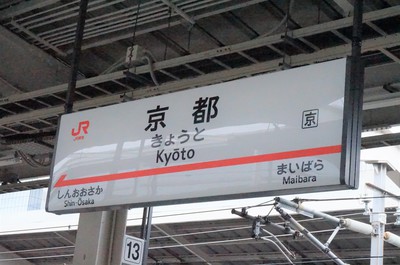 JR
京都
京
きょうと
Kyōto
しんおおさか
Shin-Ōsaka
まいばら
Maibara
13